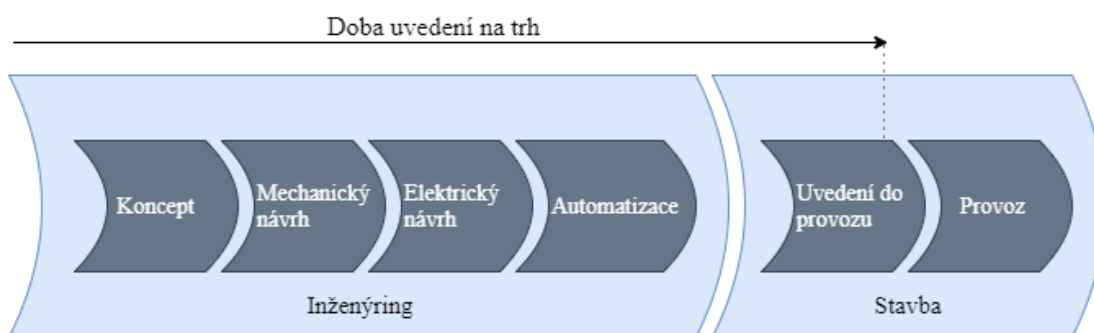 Doba uvedení na trh
Koncept
Mechanický
návrh
Elektrický
návrh
Automatizace
Uvedení do
provozu
Provoz
Inženýring
Stavba